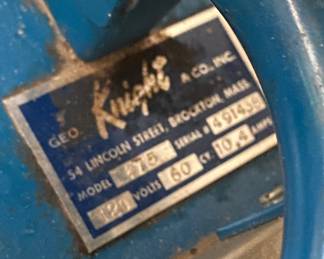 GEO. Knight & CO. INC.
54 LINCOLN STREET, BROCKTON, MASS.
MODEL 375 SERIAL # 491438
120 VOLTS 60 CY. 10.4 AMPS